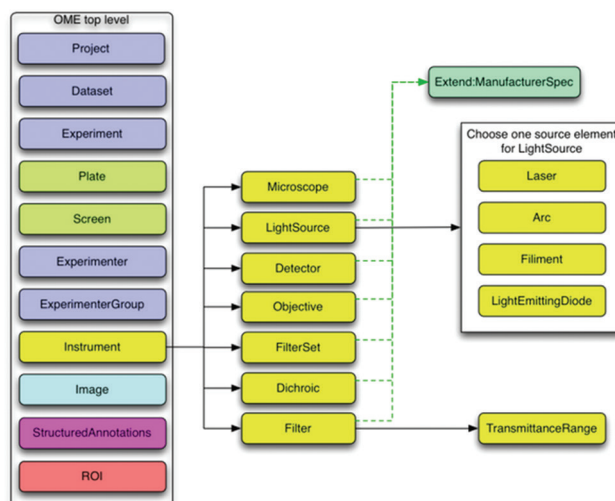 OME top level
Project
Dataset
Experiment
Plate
Screen
Experimenter
ExperimenterGroup
Instrument
Image
StructuredAnnotations
ROI
Microscope
LightSource
Detector
Objective
FilterSet
Dichroic
Filter
Extend:ManufacturerSpec
Choose one source element
for LightSource
Laser
Arc
Filiment
LightEmittingDiode
TransmittanceRange